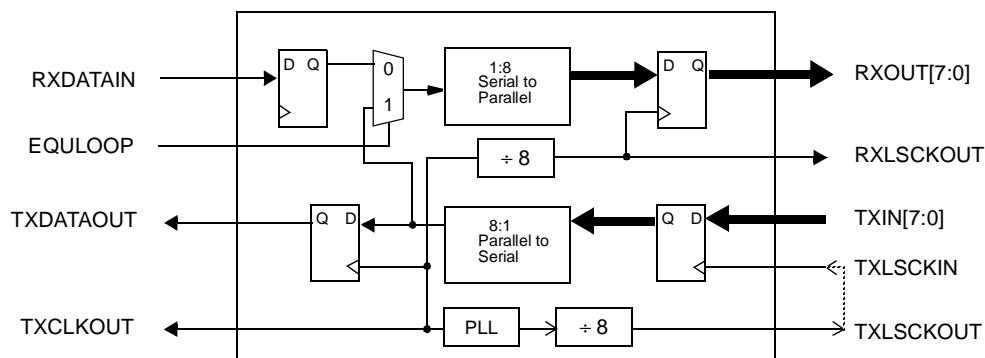 RXDATAIN
D Q
0
1
1:8
Serial to
Parallel
D Q
RXOUT[7:0]
EQULOOP
÷ 8
RXLSCKOUT
TXDATAOUT
Q D
8:1
Parallel to
Serial
Q D
TXIN[7:0]
TXLSCKIN
TXCLKOUT
PLL
÷ 8
TXLSCKOUT